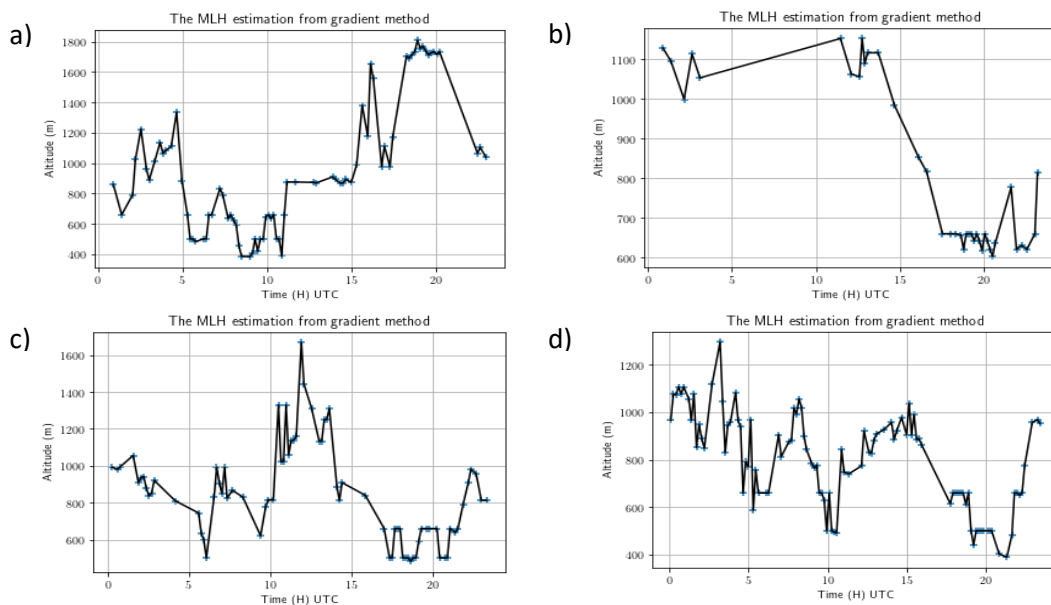 a)
The MLH estimation from gradient method
1800
1600
1400
1200
1000
800
600
400
Altitude (m)
0 5 10 15 20
Time (H) UTC
b)
The MLH estimation from gradient method
1100
1000
900
800
700
600
Altitude (m)
0 5 10 15 20
Time (H) UTC
c)
The MLH estimation from gradient method
1600
1400
1200
1000
800
600
Altitude (m)
0 5 10 15 20
Time (H) UTC
d)
The MLH estimation from gradient method
1200
1000
800
600
400
Altitude (m)
0 5 10 15 20
Time (H) UTC